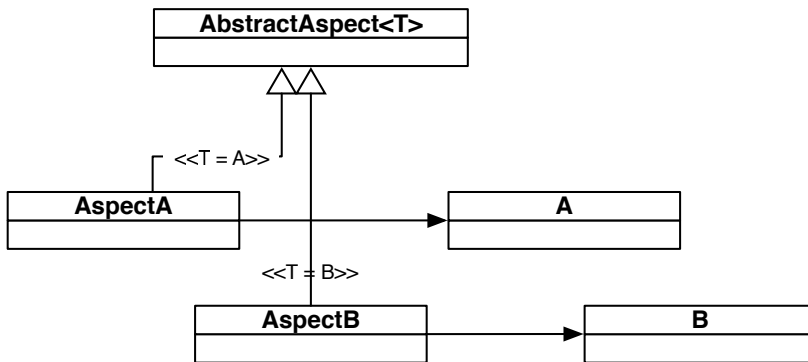 AbstractAspect<T>
<<T = A>>
AspectA
A
<<T = B>>
AspectB
B